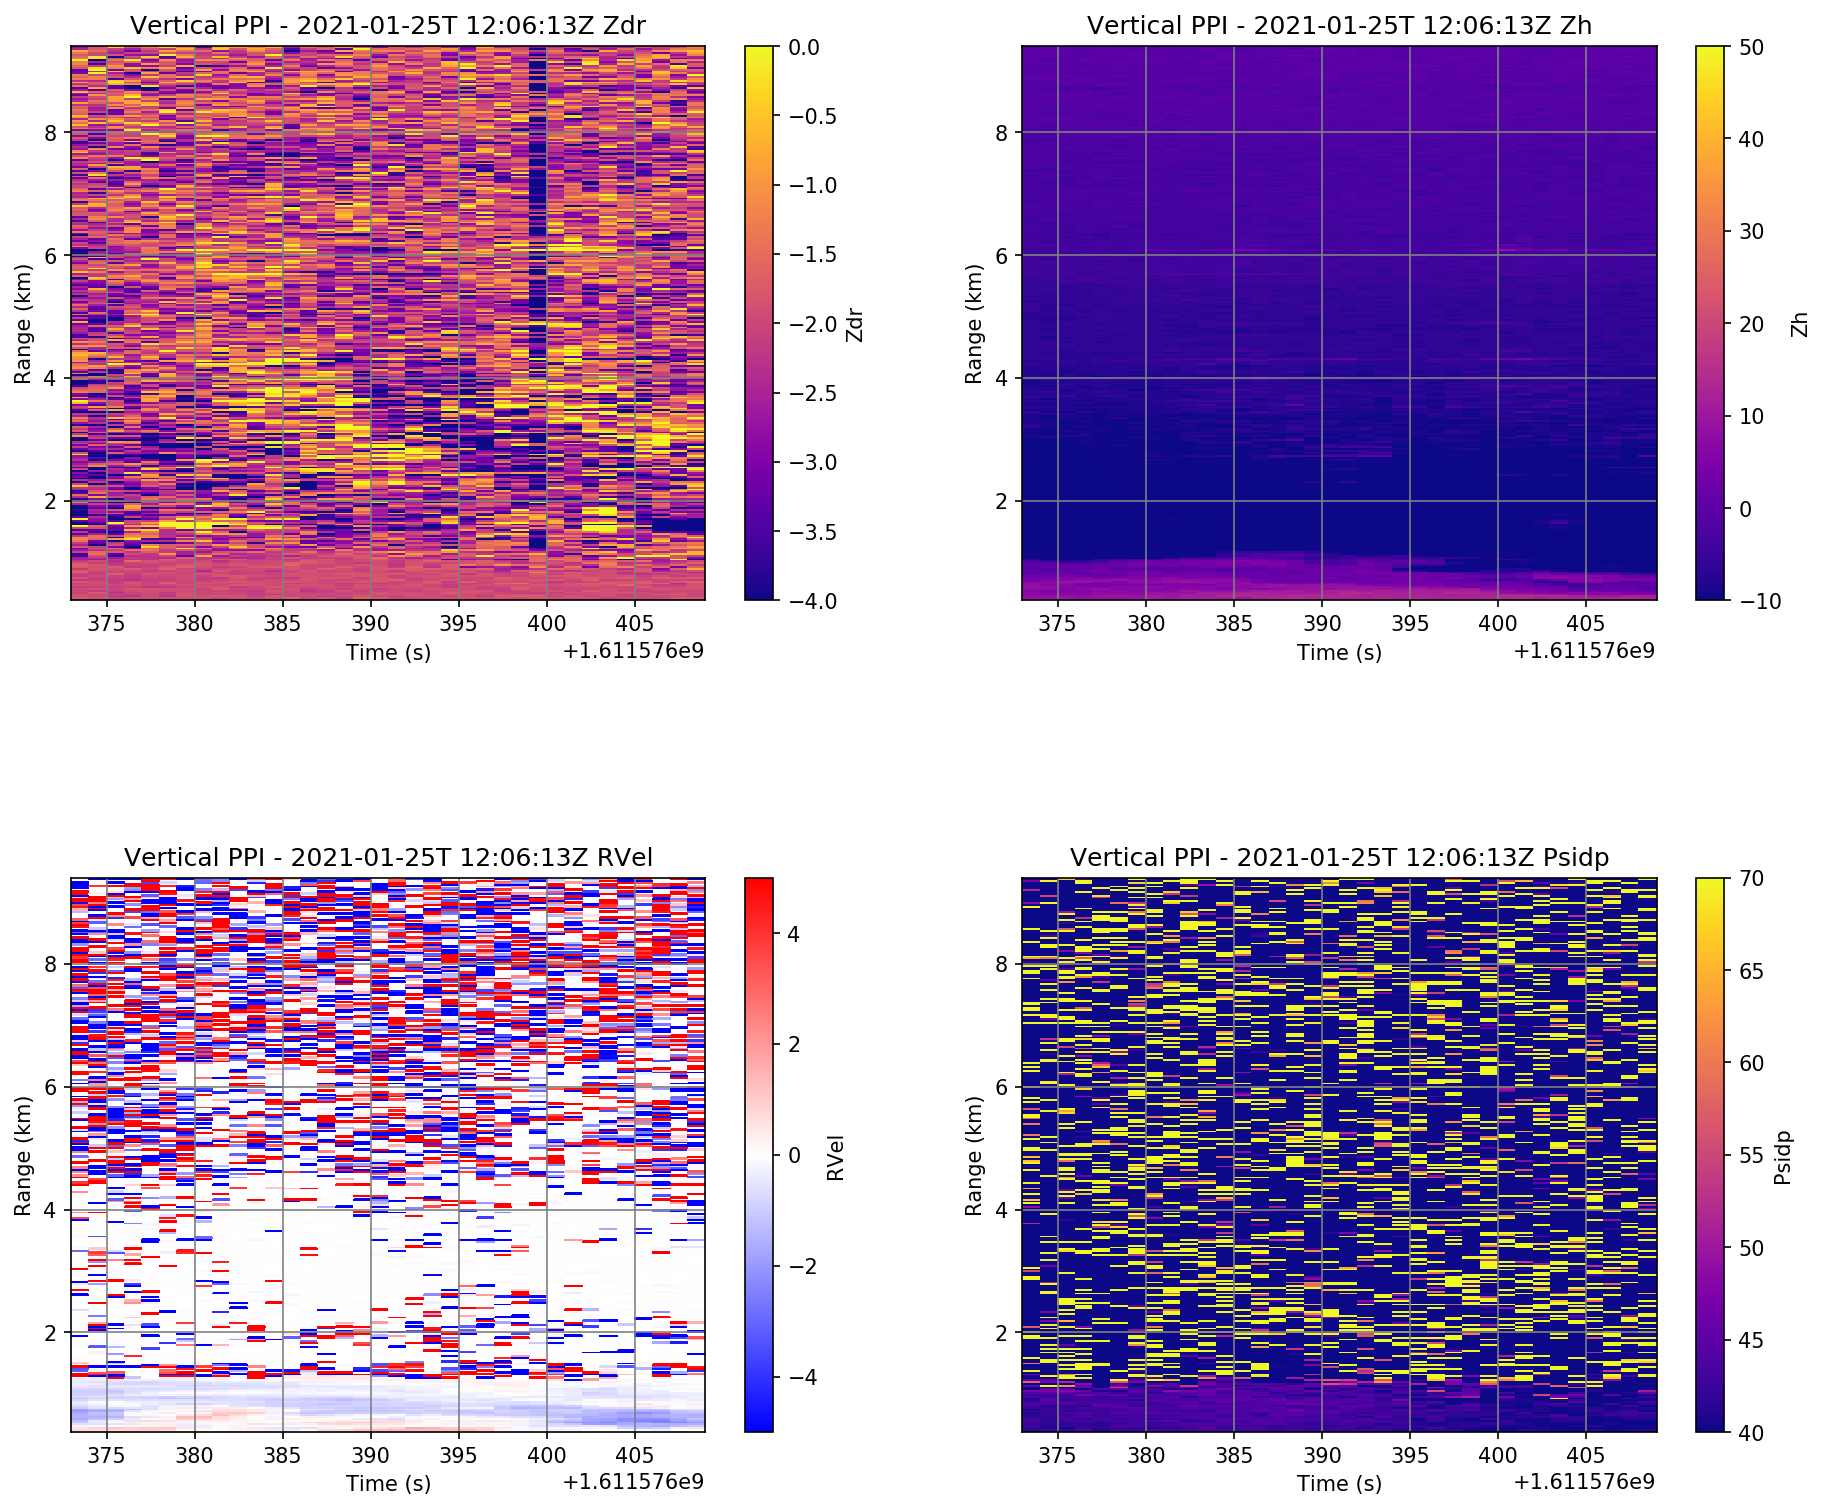 Vertical PPI - 2021-01-25T 12:06:13Z Zdr
Range (km)
8
6
4
2
375 380 385 390 395 400 405
Time (s)
+1.611576e9
0.0
−0.5
−1.0
−1.5
−2.0
−2.5
−3.0
−3.5
−4.0
Zdr
Vertical PPI - 2021-01-25T 12:06:13Z Zh
Range (km)
8
6
4
2
375 380 385 390 395 400 405
Time (s)
+1.611576e9
50
40
30
20
10
0
−10
Zh
Vertical PPI - 2021-01-25T 12:06:13Z RVel
Range (km)
8
6
4
2
375 380 385 390 395 400 405
Time (s)
+1.611576e9
4
2
0
−2
−4
RVel
Vertical PPI - 2021-01-25T 12:06:13Z Psidp
Range (km)
8
6
4
2
375 380 385 390 395 400 405
Time (s)
+1.611576e9
70
65
60
55
50
45
40
Psidp